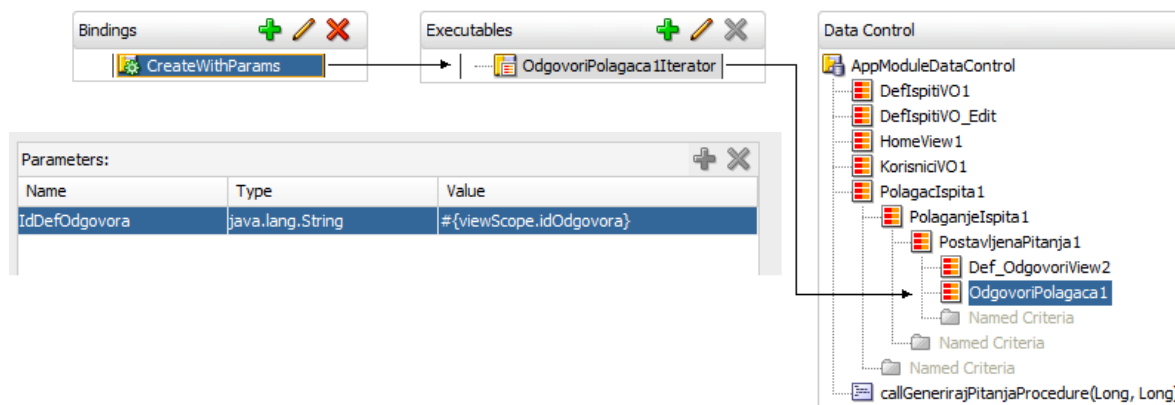 Bindings
CreateWithParams
Executables
OdgovoriPolagaca1Iterator
Parameters:
Name Type Value
IdDefOdgovora java.lang.String #{viewScope.idOdgovora}
Data Control
AppModuleDataControl
DefIspitiVO1
DefIspitiVO_Edit
HomeView1
KorisniciVO1
PolagacIspita1
PolaganjeIspita1
PostavljenaPitanja1
Def_OdgovoriView2
OdgovoriPolagaca1
Named Criteria
Named Criteria
Named Criteria
callGenerirajPitanjaProcedure(Long, Long)